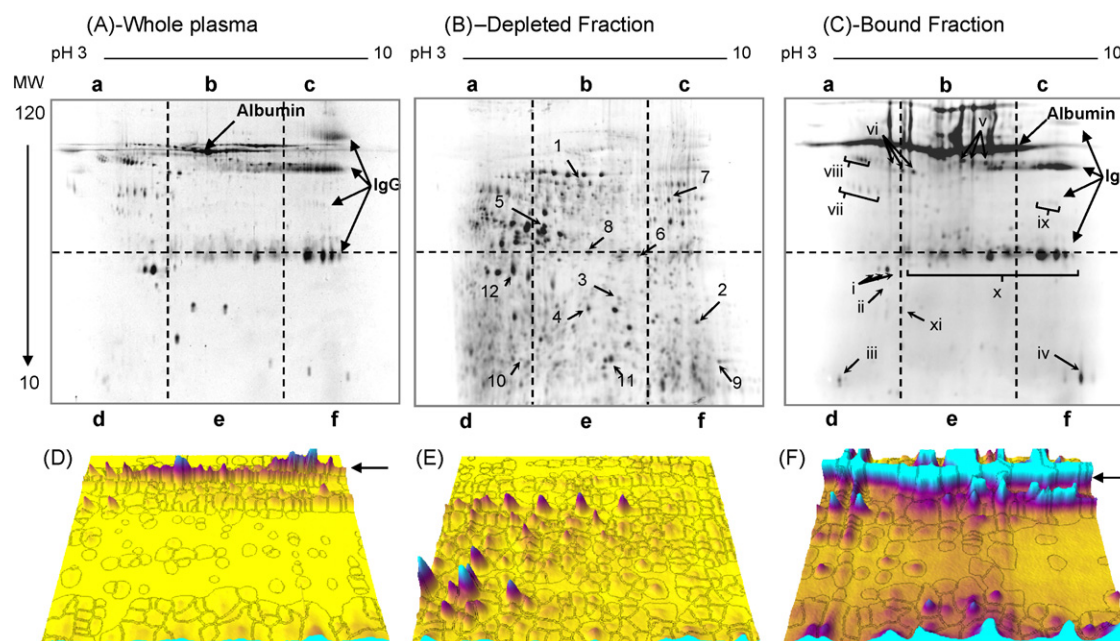 (A)-Whole plasma
(B)–Depleted Fraction
(C)-Bound Fraction
pH 3 10
10
pH 3 10
MW
a b c
a b c
a b c
120
Albumin
IgG
1
7
5
8
6
3
2
4
12
10
11
9
Albumin
vi
v
viii
vii
Ig
ix
i
x
ii
xi
iii
iv
10
d e f
d e f
d e f
(D)
(E)
(F)